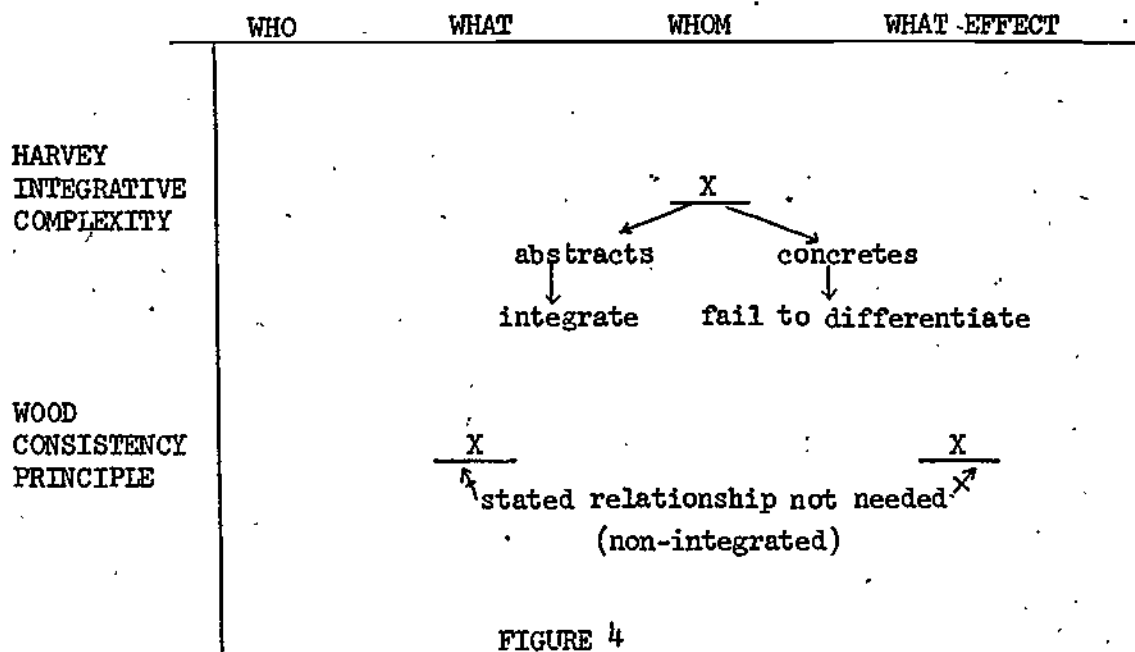 WHO WHAT WHOM WHAT EFFECT
HARVEY
INTEGRATIVE
COMPLEXITY
X
abstracts concretes
integrate fail to differentiate
WOOD
CONSISTENCY
PRINCIPLE
X X
stated relationship not needed
(non-integrated)
FIGURE 4